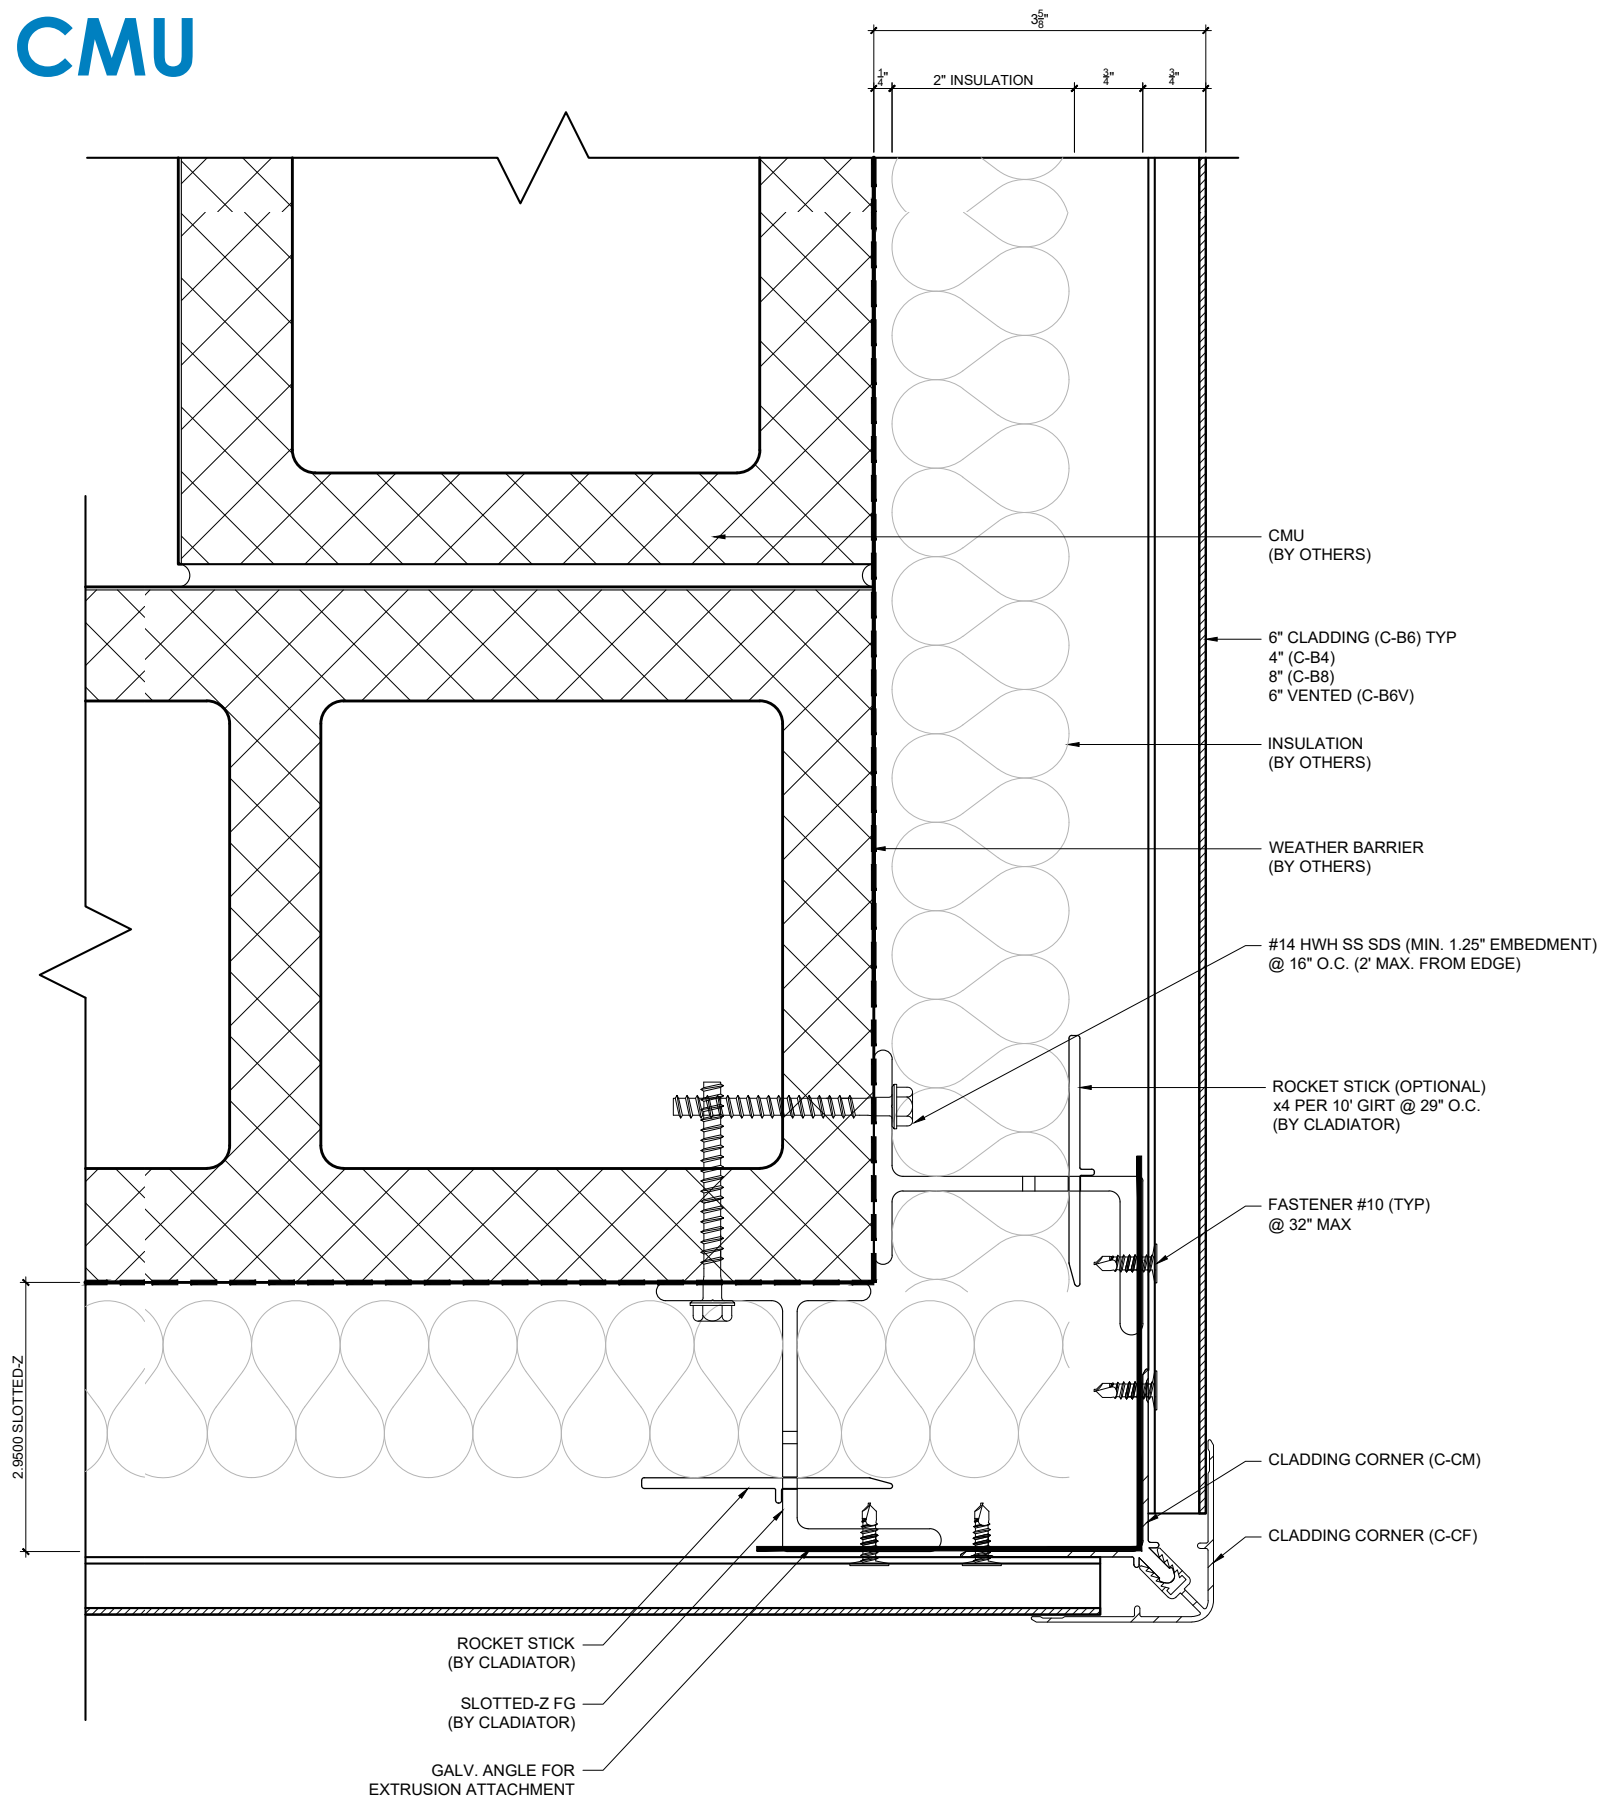 CMU
3 5/8"
1/4"
2" INSULATION
3/4"
3/4"
CMU
(BY OTHERS)
6" CLADDING (C-B6) TYP
4" (C-B4)
8" (C-B8)
6" VENTED (C-B6V)
INSULATION
(BY OTHERS)
WEATHER BARRIER
(BY OTHERS)
#14 HWH SS SDS (MIN. 1.25" EMBEDMENT)
@ 16" O.C. (2' MAX. FROM EDGE)
ROCKET STICK (OPTIONAL)
x4 PER 10' GIRT @ 29" O.C.
(BY CLADIATOR)
FASTENER #10 (TYP)
@ 32" MAX
2.9500 SLOTTED-Z
CLADDING CORNER (C-CM)
CLADDING CORNER (C-CF)
ROCKET STICK
(BY CLADIATOR)
SLOTTED-Z FG
(BY CLADIATOR)
GALV. ANGLE FOR
EXTRUSION ATTACHMENT